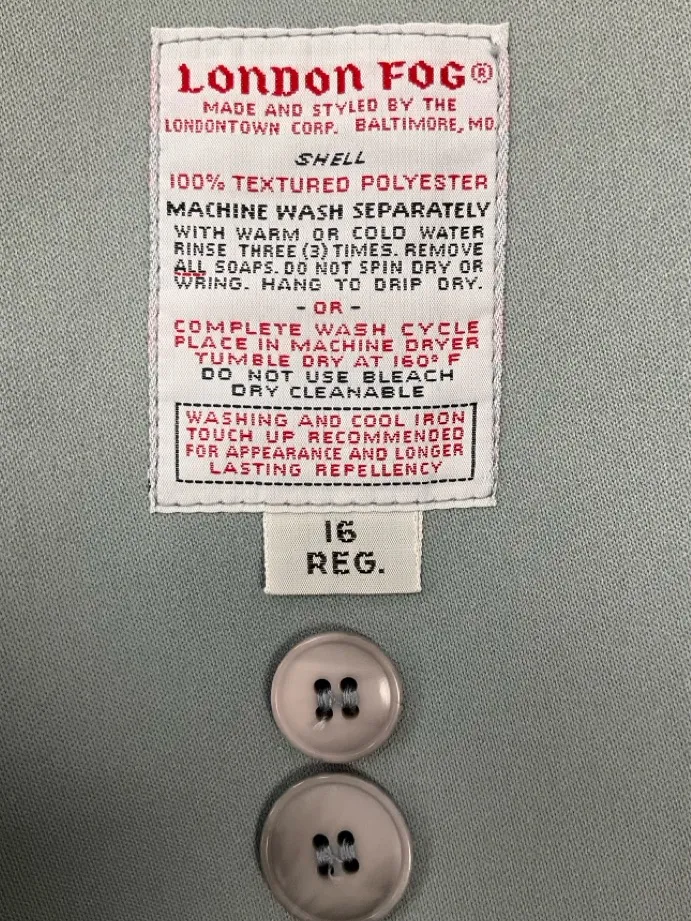 LONDON FOG®
MADE AND STYLED BY THE
LONDONTOWN CORP. BALTIMORE, MD.
SHELL
100% TEXTURED POLYESTER
MACHINE WASH SEPARATELY
WITH WARM OR COLD WATER
RINSE THREE (3) TIMES. REMOVE
ALL SOAPS. DO NOT SPIN DRY OR
WRING. HANG TO DRIP DRY.
- OR -
COMPLETE WASH CYCLE
PLACE IN MACHINE DRYER
TUMBLE DRY AT 160° F
DO NOT USE BLEACH
DRY CLEANABLE
WASHING AND COOL IRON
TOUCH UP RECOMMENDED
FOR APPEARANCE AND LONGER
LASTING REPELLENCY
16
REG.